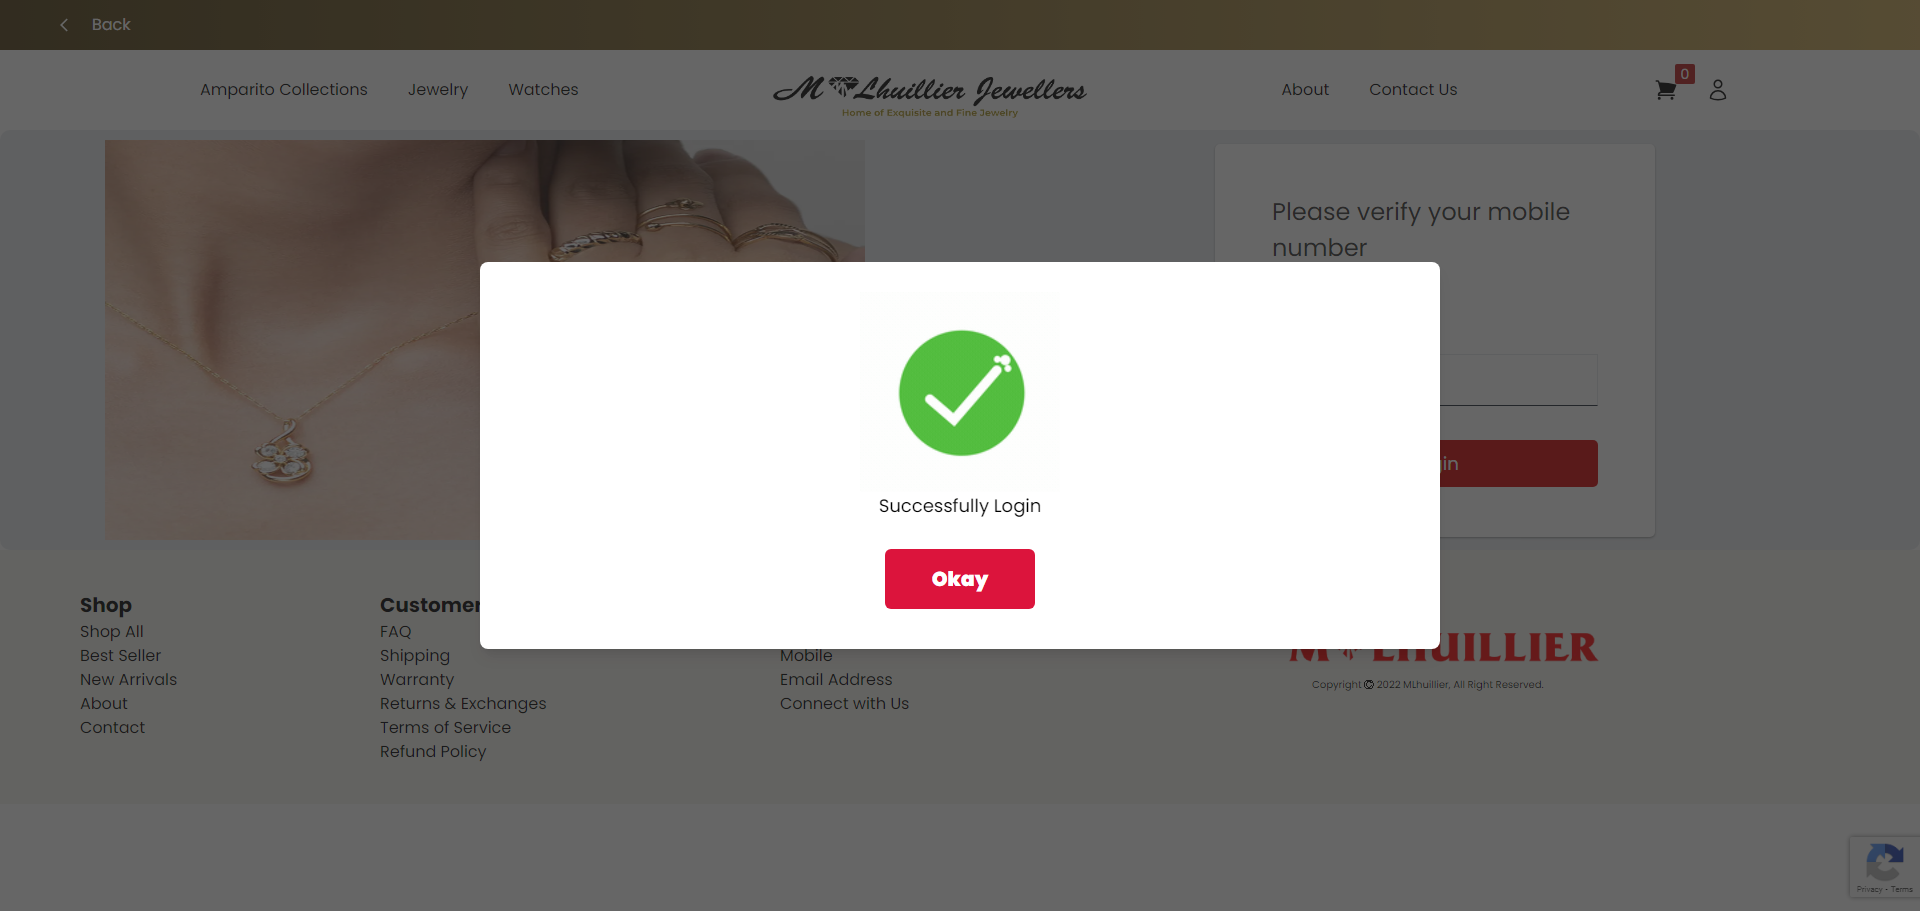 Back
Amparito Collections
Jewelry
Watches
M Lhuillier Jewellers
Home of Exquisite and Fine Jewelry
About
Contact Us
0
Please verify your mobile
number
Successfully Login
Okay
Shop
Shop All
Best Seller
New Arrivals
About
Contact
Customer
FAQ
Shipping
Warranty
Returns & Exchanges
Terms of Service
Refund Policy
Mobile
Email Address
Connect with Us
M LHUILLIER
Copyright © 2022 MLhuillier, All Right Reserved.
Privacy - Terms